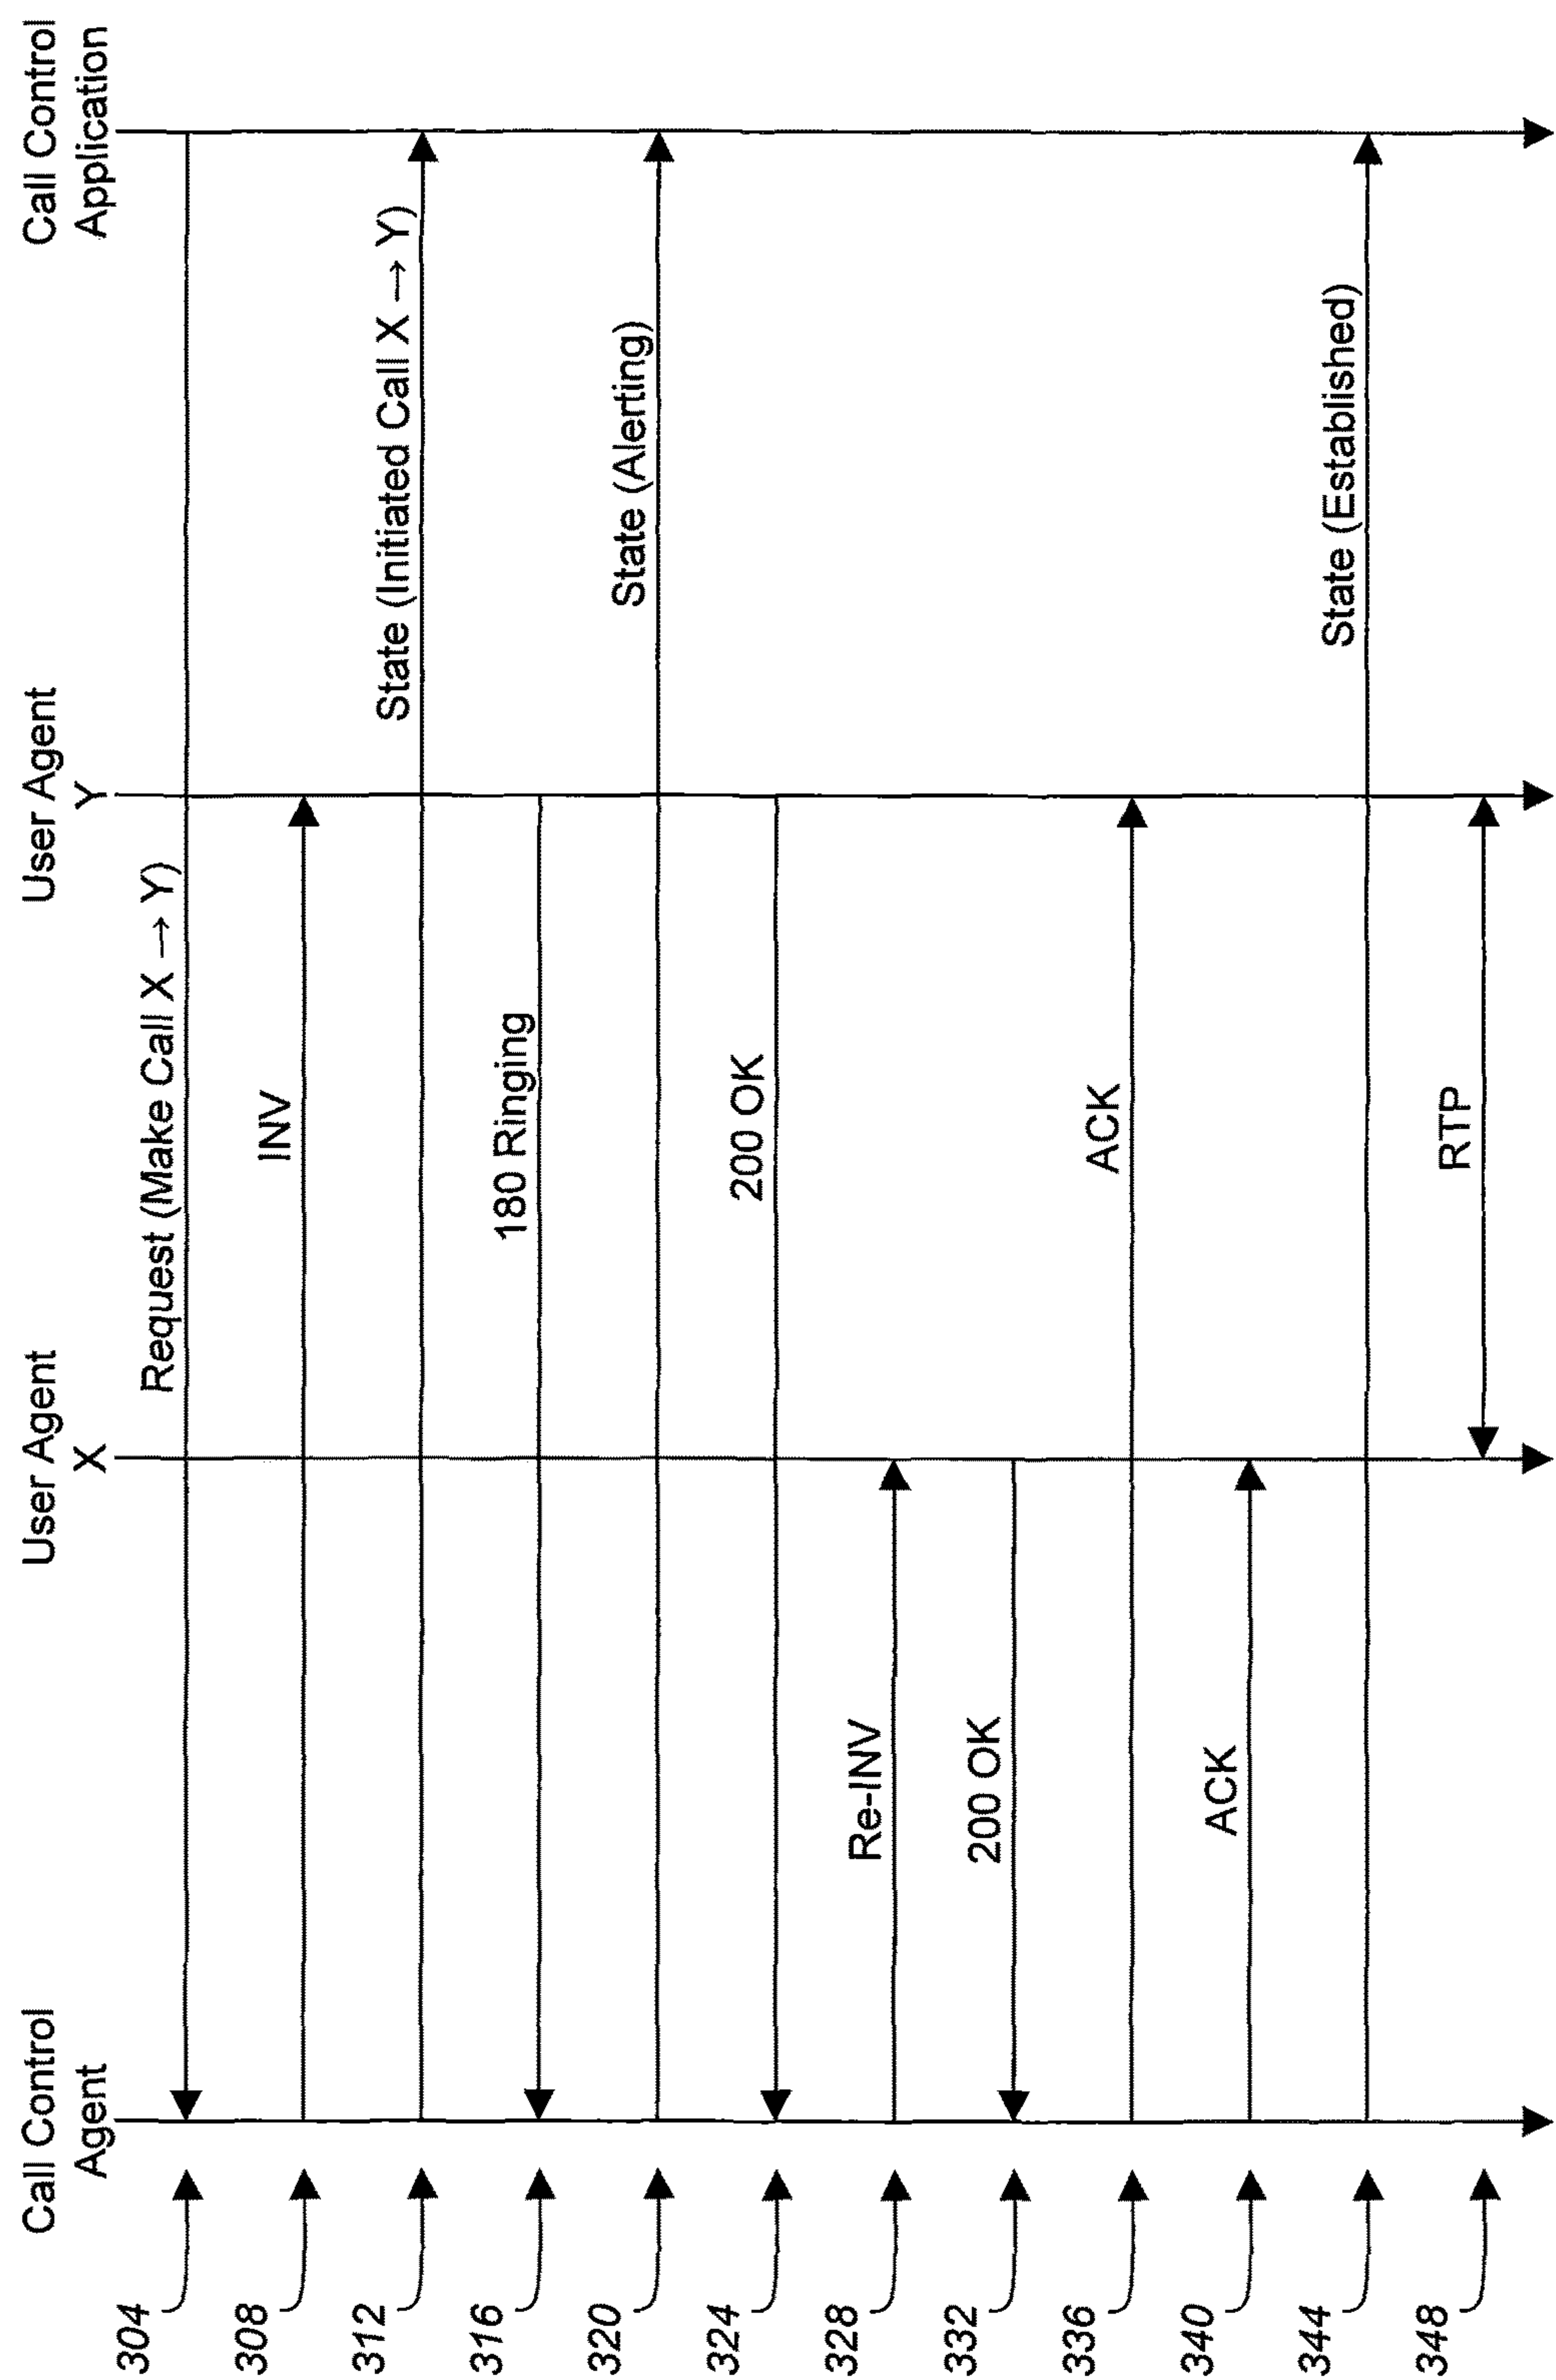 Call Control
Agent
User Agent
X
User Agent
Y
Call Control
Application
304
Request (Make Call X → Y)
308
INV
312
State (Initiated Call X → Y)
316
180 Ringing
320
State (Alerting)
324
200 OK
328
Re-INV
332
200 OK
336
ACK
340
ACK
344
State (Established)
348
RTP